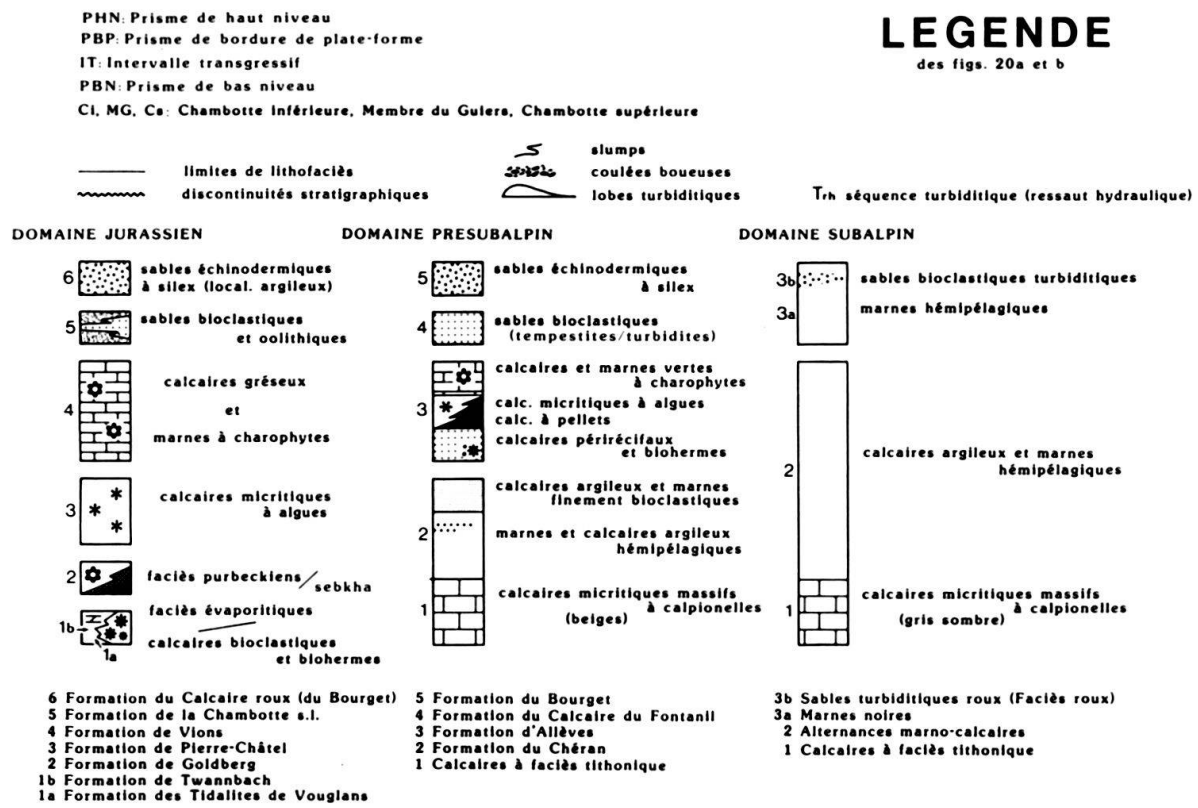 PHN: Prisme de haut niveau
PBP: Prisme de bordure de plate-forme
IT: Intervalle transgressif
PBN: Prisme de bas niveau
Ci, MG, Cs: Chambotte inférieure, Membre du Guiers, Chambotte supérieure
LEGENDE
des figs. 20a et b
limites de lithofaciès
discontinuités stratigraphiques
slumps
coulées boueuses
lobes turbiditiques
Trh séquence turbiditique (ressaut hydraulique)
DOMAINE JURASSIEN
6 sables échinodermiques
à silex (local. argileux)
5 sables bioclastiques
et oolithiques
4 calcaires gréseux
et
marnes à charophytes
3 calcaires micritiques
à algues
2 faciès purbeckiens / sebkha
1b faciès évaporitiques
1a calcaires bioclastiques
et biohermes
6 Formation du Calcaire roux (du Bourget)
5 Formation de la Chambotte s.l.
4 Formation de Vions
3 Formation de Pierre-Châtel
2 Formation de Goldberg
1b Formation de Twannbach
1a Formation des Tidalites de Vouglans
DOMAINE PRESUBALPIN
5 sables échinodermiques
à silex
4 sables bioclastiques
(tempestites/turbidites)
3 calcaires et marnes vertes
à charophytes
calc. micritiques à algues
calc. à pellets
calcaires périrécifaux
et biohermes
2 calcaires argileux et marnes
finement bioclastiques
marnes et calcaires argileux
hémipélagiques
1 calcaires micritiques massifs
à calpionelles
(beiges)
5 Formation du Bourget
4 Formation du Calcaire du Fontanil
3 Formation d'Allèves
2 Formation du Chéran
1 Calcaires à faciès tithonique
DOMAINE SUBALPIN
3b sables bioclastiques turbiditiques
3a marnes hémipélagiques
2 calcaires argileux et marnes
hémipélagiques
1 calcaires micritiques massifs
à calpionelles
(gris sombre)
3b Sables turbiditiques roux (Faciès roux)
3a Marnes noires
2 Alternances marno-calcaires
1 Calcaires à faciès tithonique